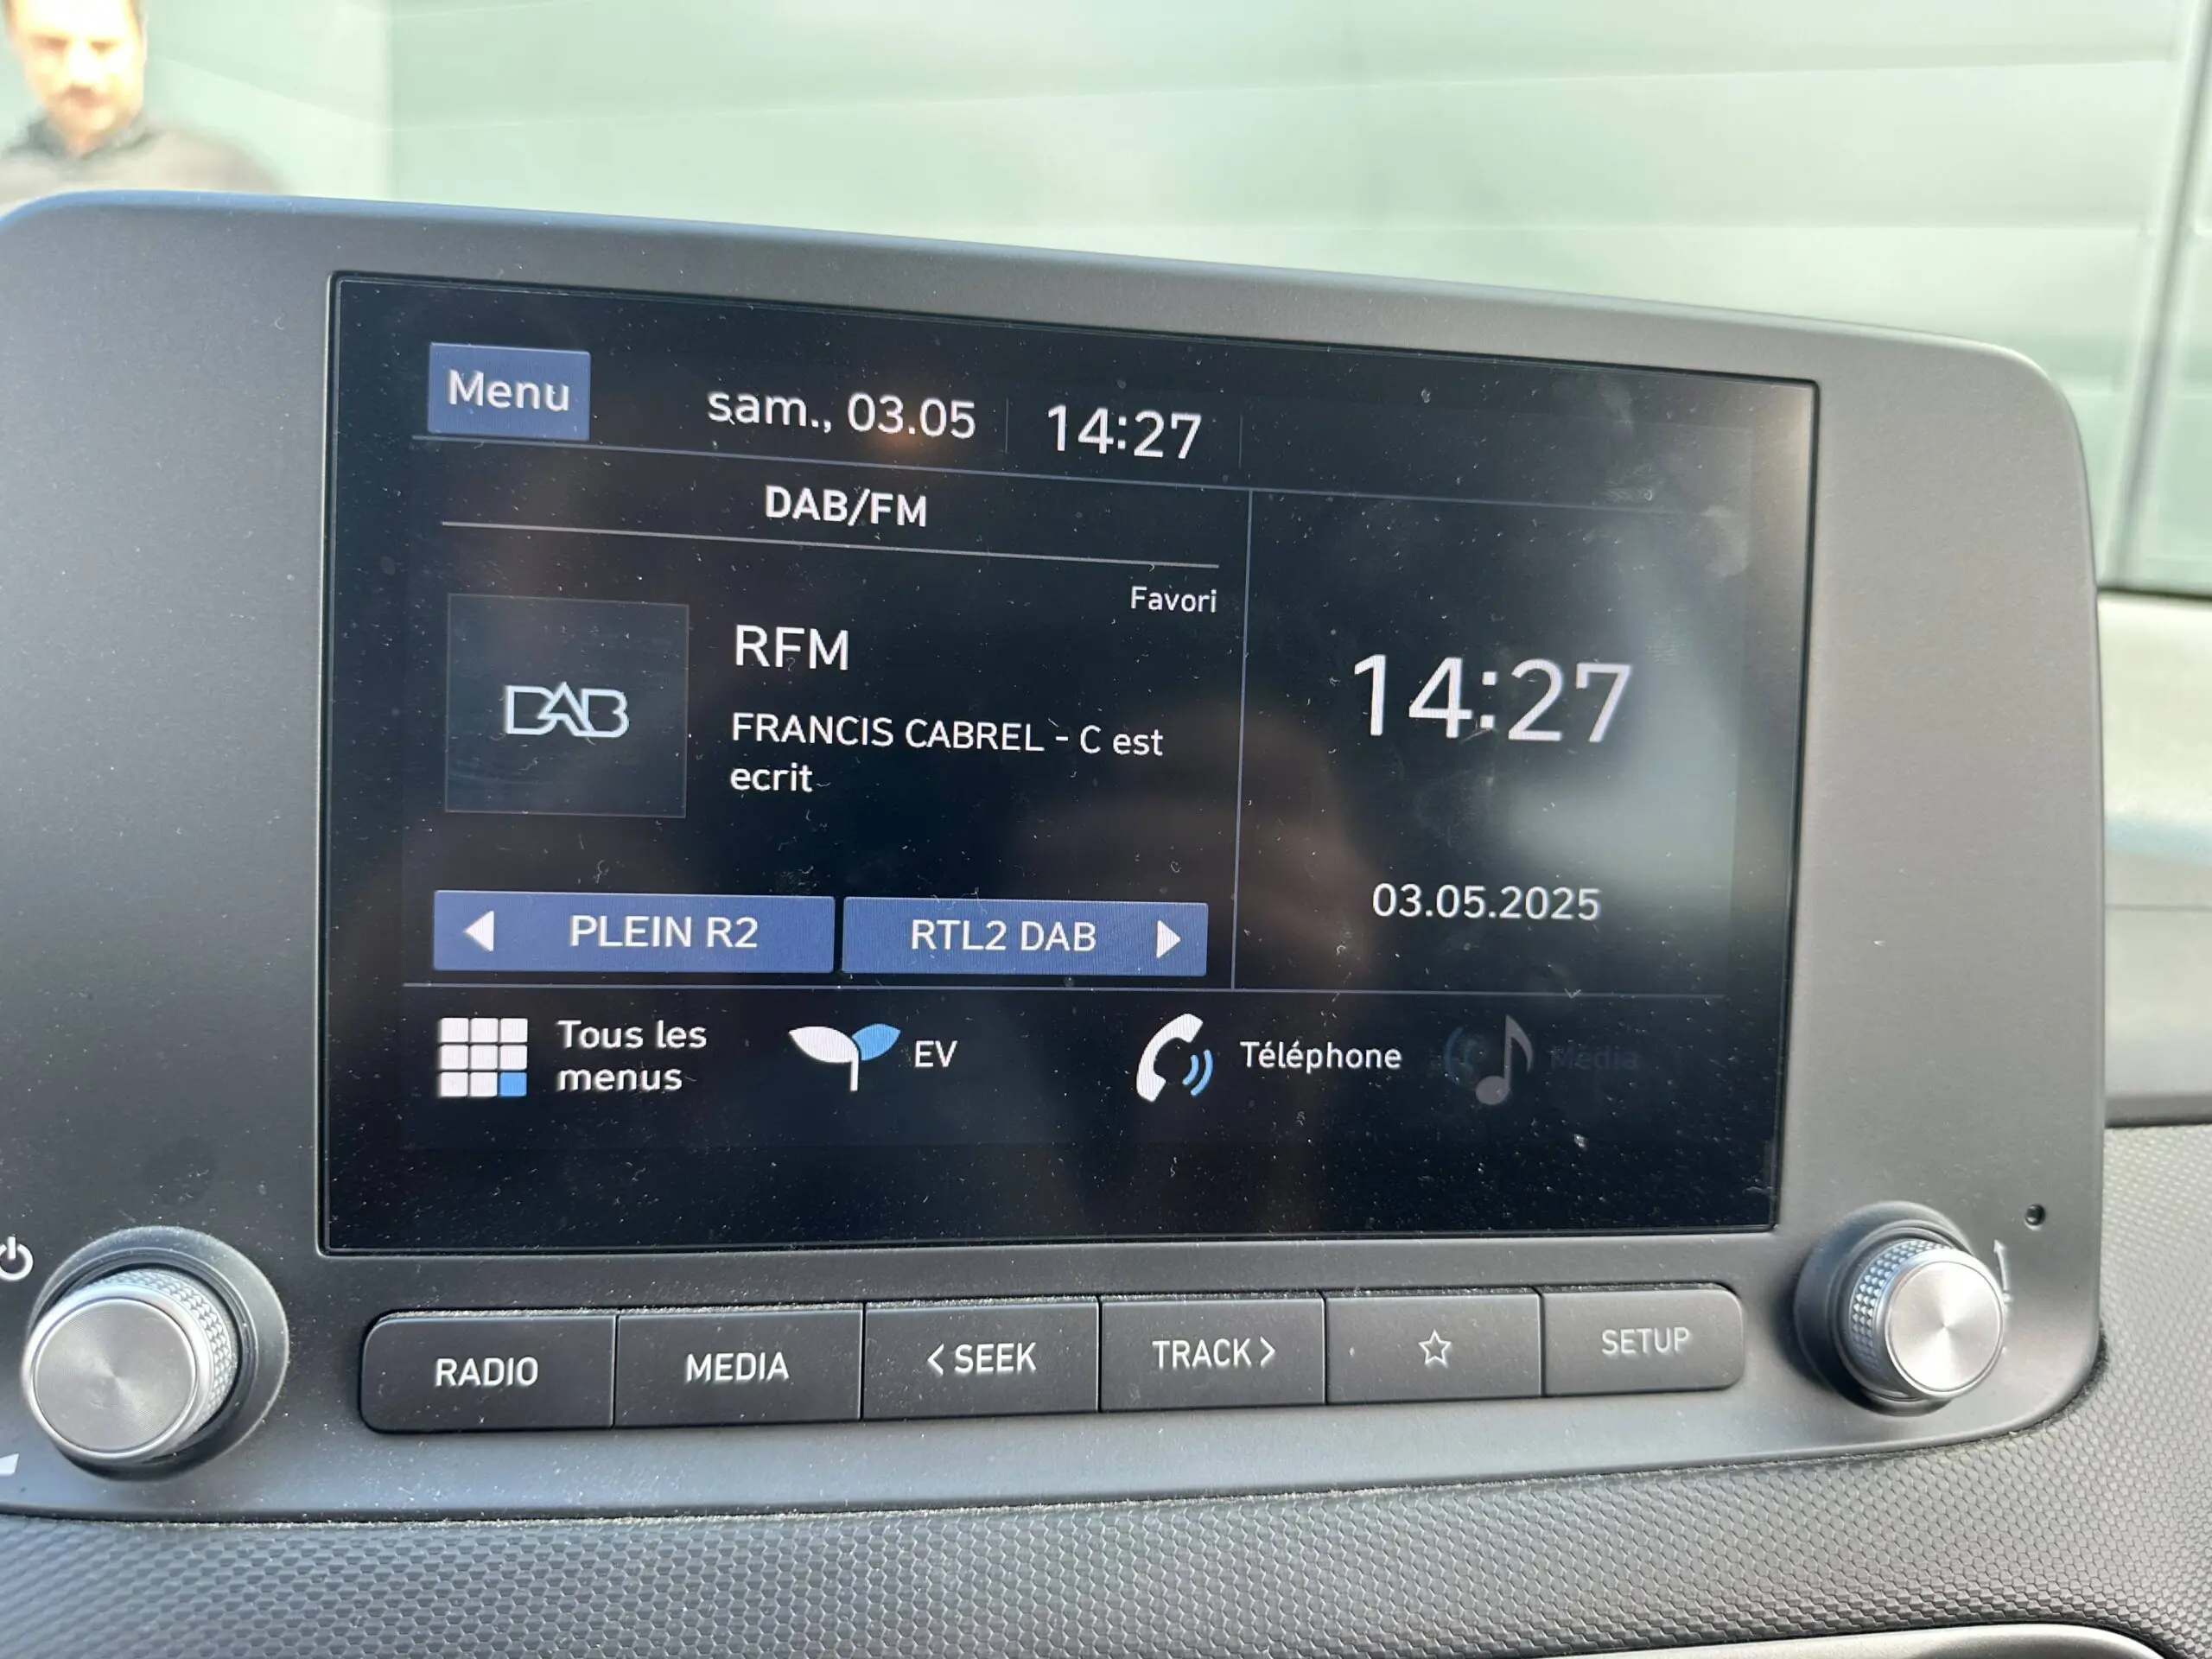 Menu
sam., 03.05
14:27
DAB/FM
Favori
DAB
RFM
FRANCIS CABREL - C est
ecrit
14:27
03.05.2025
PLEIN R2
RTL2 DAB
Tous les
menus
EV
Téléphone
Média
RADIO
MEDIA
< SEEK
TRACK >
SETUP